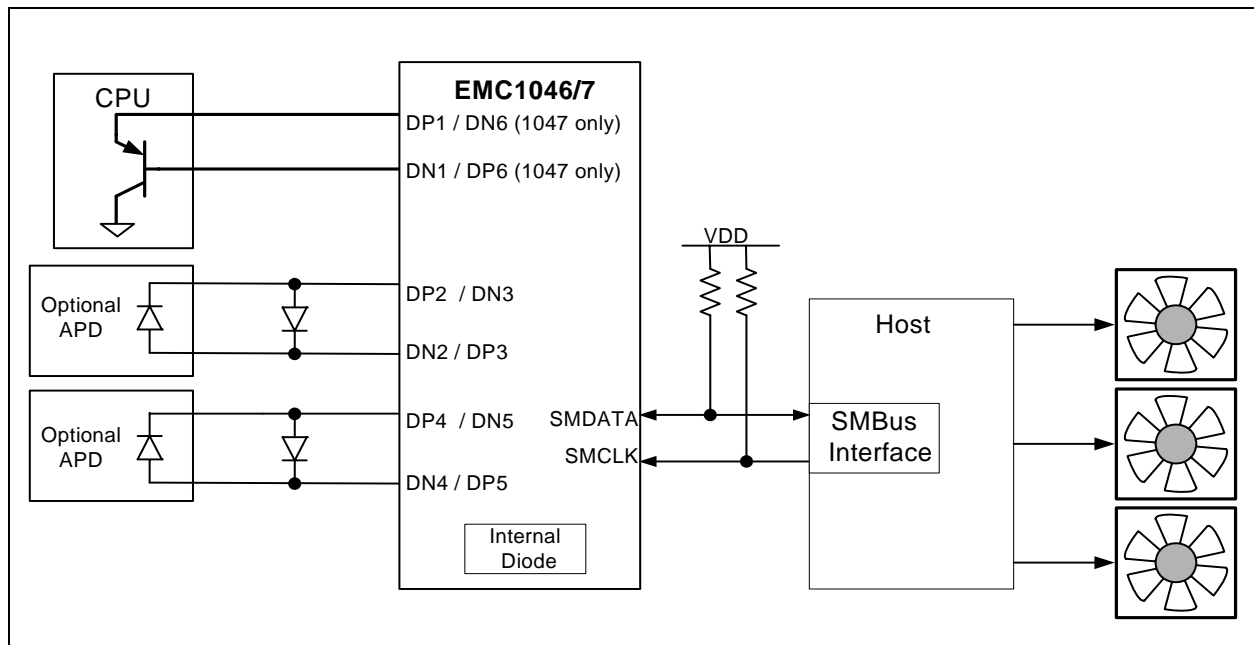 CPU
EMC1046/7
DP1 / DN6 (1047 only)
DN1 / DP6 (1047 only)
Optional
APD
DP2 / DN3
DN2 / DP3
Optional
APD
DP4 / DN5
DN4 / DP5
SMDATA
SMCLK
Internal
Diode
VDD
Host
SMBus
Interface